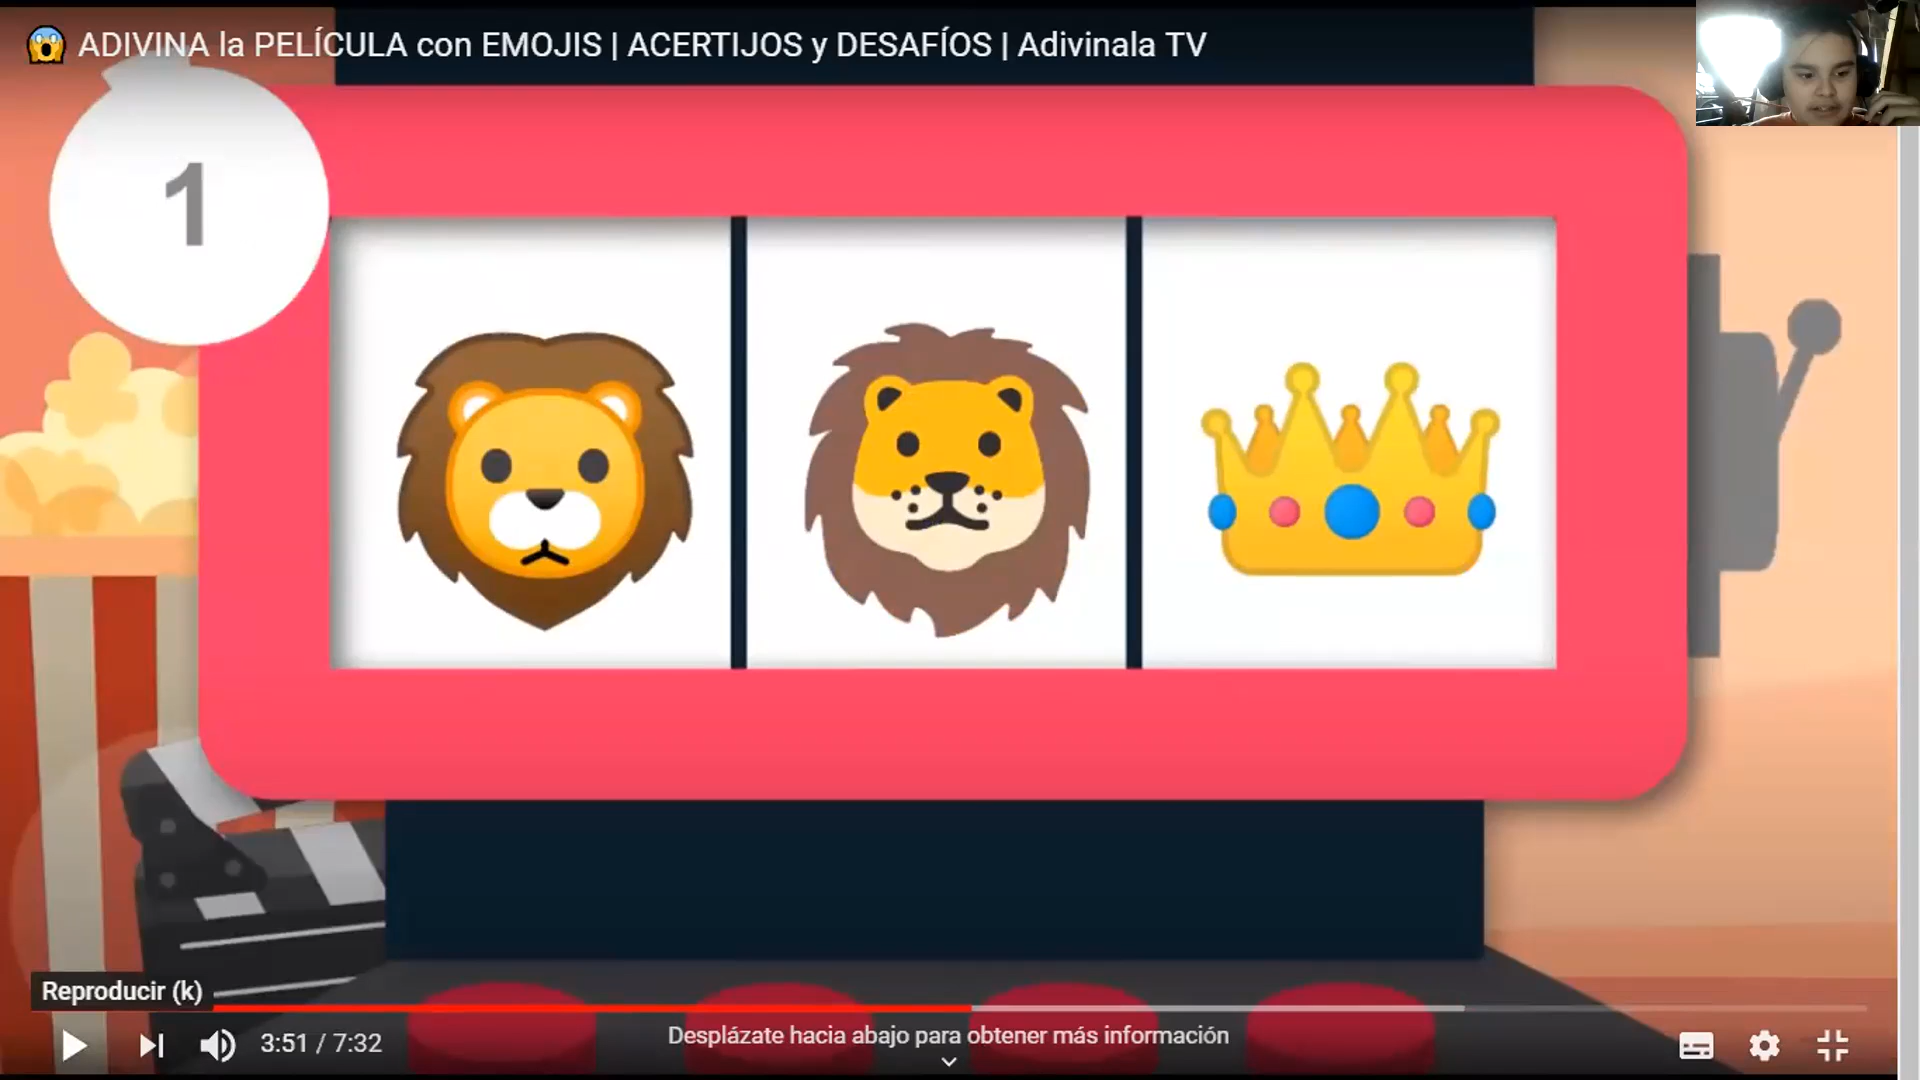 😱 ADIVINA la PELÍCULA con EMOJIS | ACERTIJOS y DESAFÍOS | Adivinala TV
1
Reproducir (k)
3:51 / 7:32
Desplázate hacia abajo para obtener más información